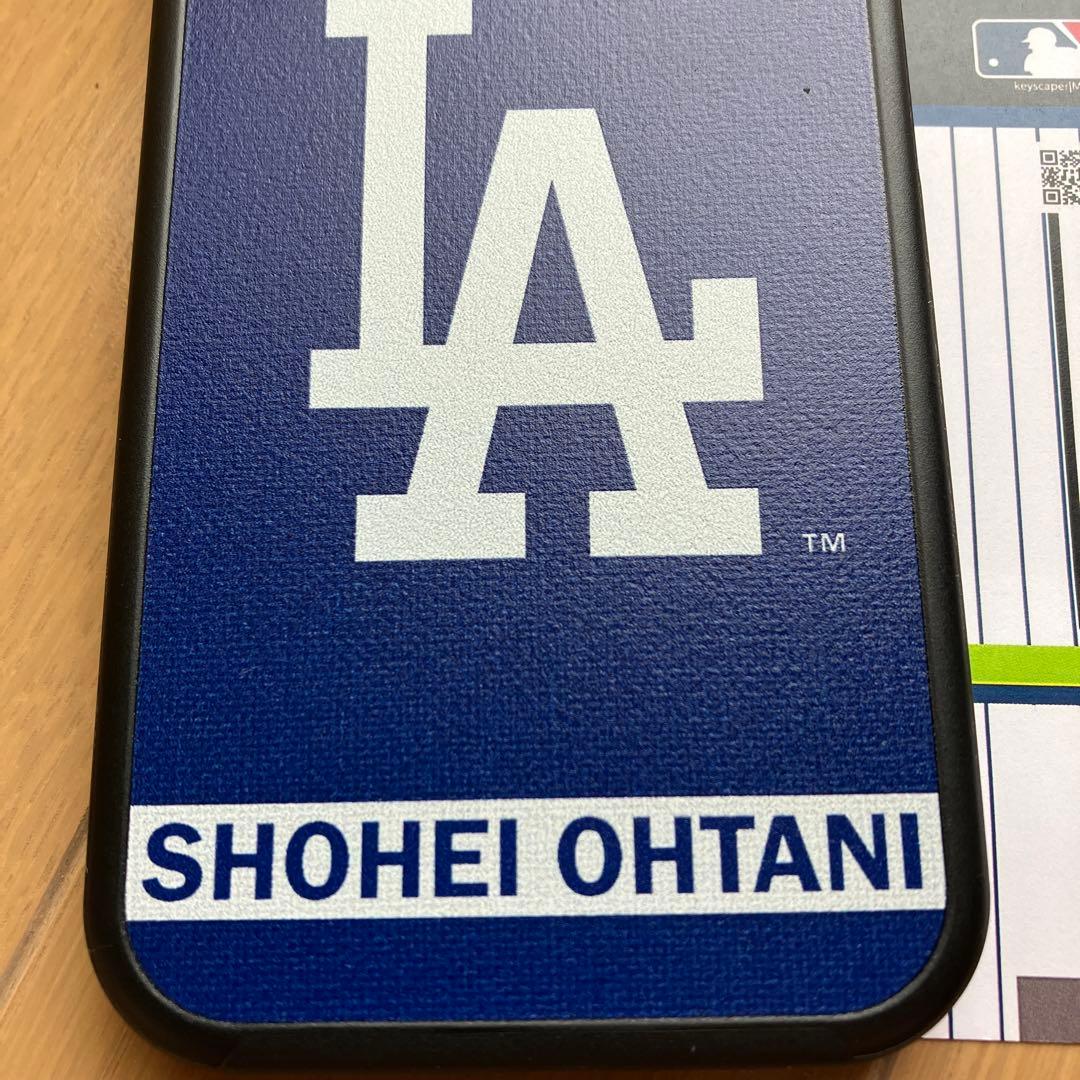 LA
TM
SHOHEI OHTANI
keyscaper|M